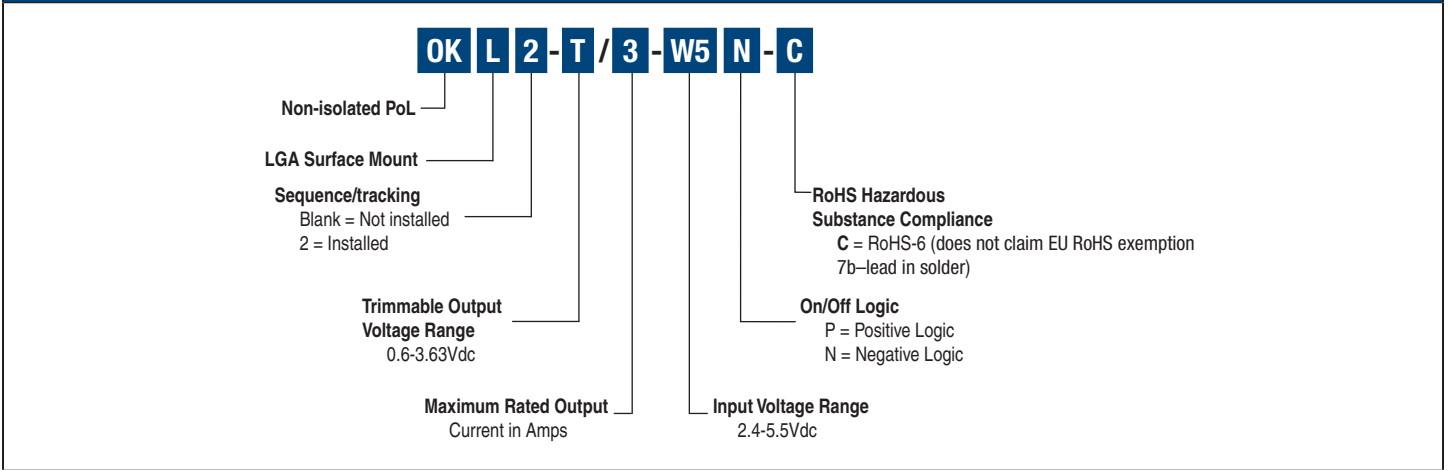 OK L 2 - T / 3 - W5 N - C
Non-isolated PoL
LGA Surface Mount
Sequence/tracking
Blank = Not installed
2 = Installed
Trimmable Output
Voltage Range
0.6-3.63Vdc
Maximum Rated Output
Current in Amps
Input Voltage Range
2.4-5.5Vdc
On/Off Logic
P = Positive Logic
N = Negative Logic
RoHS Hazardous
Substance Compliance
C = RoHS-6 (does not claim EU RoHS exemption
7b–lead in solder)